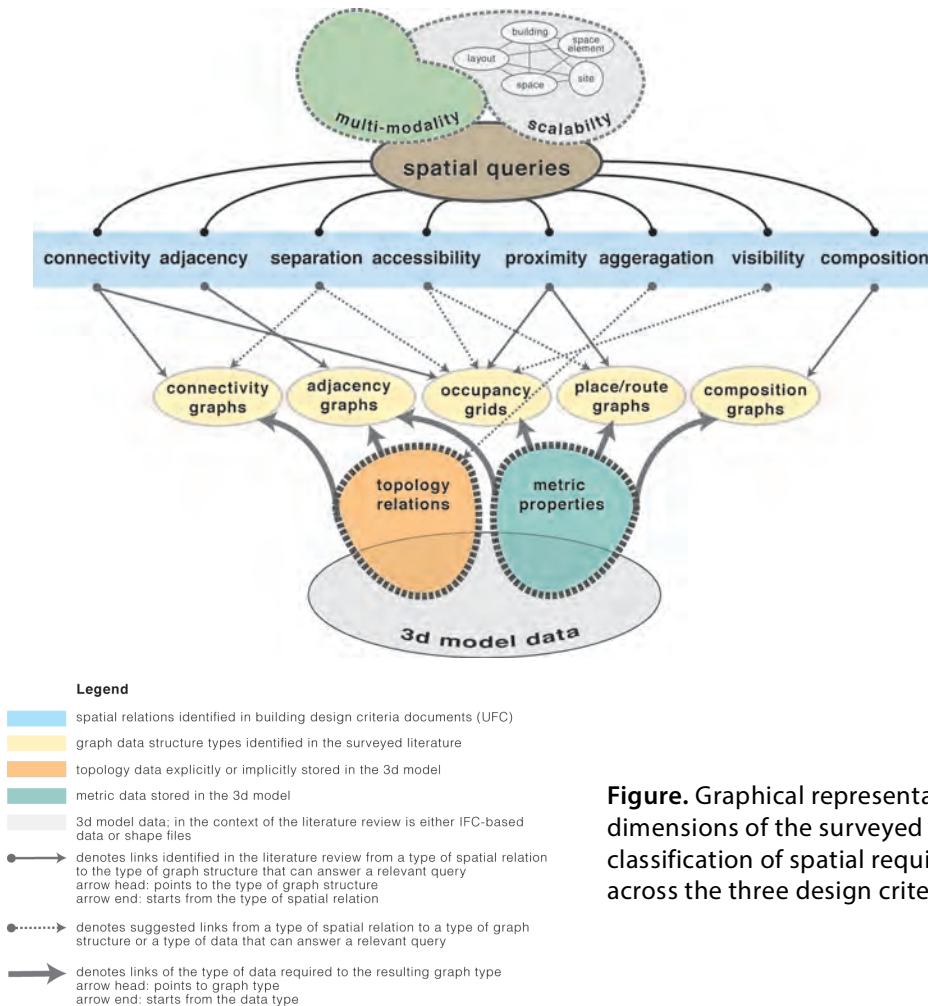 building
space
element
layout
site
space
multi-modality
scalabilty
spatial queries
connectivity adjacency separation accessibility proximity aggeragation visibility composition
connectivity
graphs
adjacency
graphs
occupancy
grids
place/route
graphs
composition
graphs
topology
relations
metric
properties
3d model data
Legend
spatial relations identified in building design criteria documents (UFC)
graph data structure types identified in the surveyed literature
topology data explicitly or implicitly stored in the 3d model
metric data stored in the 3d model
3d model data; in the context of the literature review is either IFC-based
data or shape files
denotes links identified in the literature review from a type of spatial relation
to the type of graph structure that can answer a relevant query
arrow head: points to the type of graph structure
arrow end: starts from the type of spatial relation
denotes suggested links from a type of spatial relation to a type of graph
structure or a type of data that can answer a relevant query
denotes links of the type of data required to the resulting graph type
arrow head: points to graph type
arrow end: starts from the data type
Figure. Graphical representa
dimensions of the surveyed
classification of spatial requi
across the three design crite